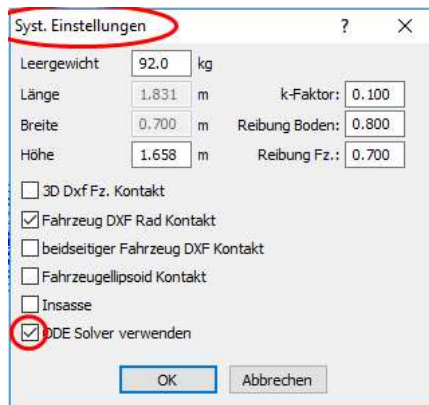 Syst. Einstellungen ? ×
Leergewicht 92.0 kg
Länge 1.831 m k-Faktor: 0.100
Breite 0.700 m Reibung Boden: 0.800
Höhe 1.658 m Reibung Fz.: 0.700
3D Dxf Fz. Kontakt
Fahrzeug DXF Rad Kontakt
beidseitiger Fahrzeug DXF Kontakt
Fahrzeugellipsoid Kontakt
Insasse
ODE Solver verwenden
OK Abbrechen